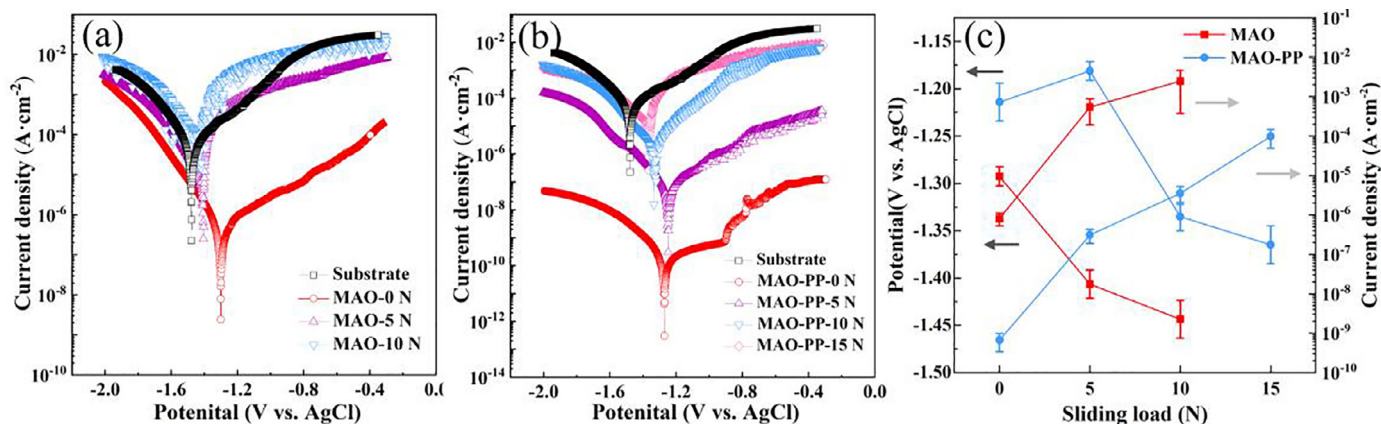 (a)
Current density (A·cm⁻²)
10⁻²
10⁻⁴
10⁻⁶
10⁻⁸
10⁻¹⁰
Substrate
MAO-0 N
MAO-5 N
MAO-10 N
-2.0 -1.6 -1.2 -0.8 -0.4 0.0
Potenital (V vs. AgCl)
(b)
Current density (A·cm⁻²)
10⁰
10⁻²
10⁻⁴
10⁻⁶
10⁻⁸
10⁻¹⁰
10⁻¹²
10⁻¹⁴
Substrate
MAO-PP-0 N
MAO-PP-5 N
MAO-PP-10 N
MAO-PP-15 N
-2.0 -1.6 -1.2 -0.8 -0.4 0.0
Potenital (V vs. AgCl)
(c)
MAO
MAO-PP
Potential(V vs. AgCl)
-1.15
-1.20
-1.25
-1.30
-1.35
-1.40
-1.45
-1.50
0 5 10 15
Sliding load (N)
10⁻¹
10⁻²
10⁻³
10⁻⁴
10⁻⁵
10⁻⁶
10⁻⁷
10⁻⁸
10⁻⁹
10⁻¹⁰
Current density (A·cm⁻²)